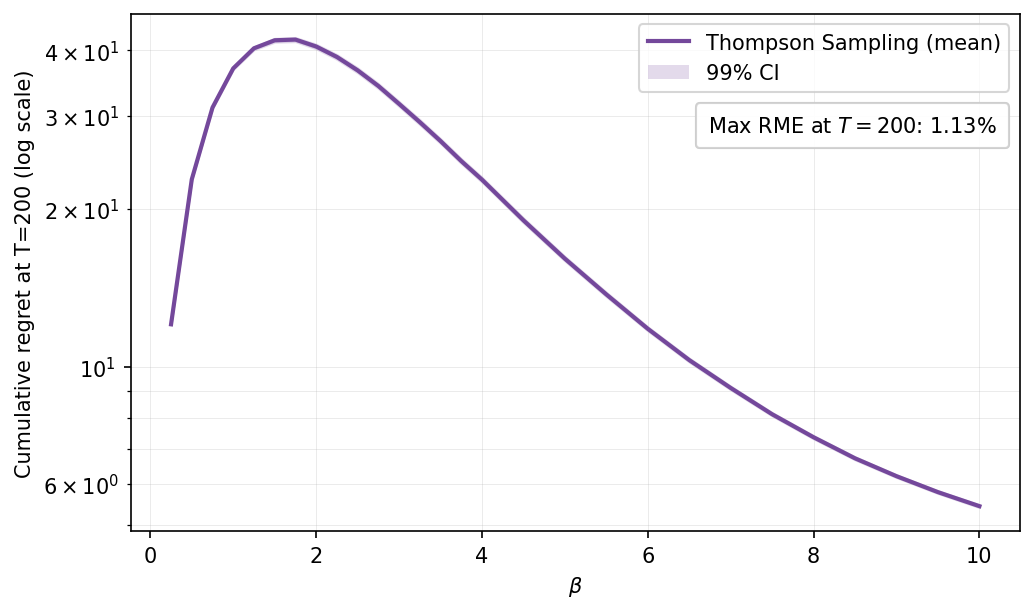 Thompson Sampling (mean)
99% CI
Max RME at T = 200: 1.13%
Cumulative regret at T=200 (log scale)
4 × 10¹
3 × 10¹
2 × 10¹
10¹
6 × 10⁰
0 2 4 6 8 10
β